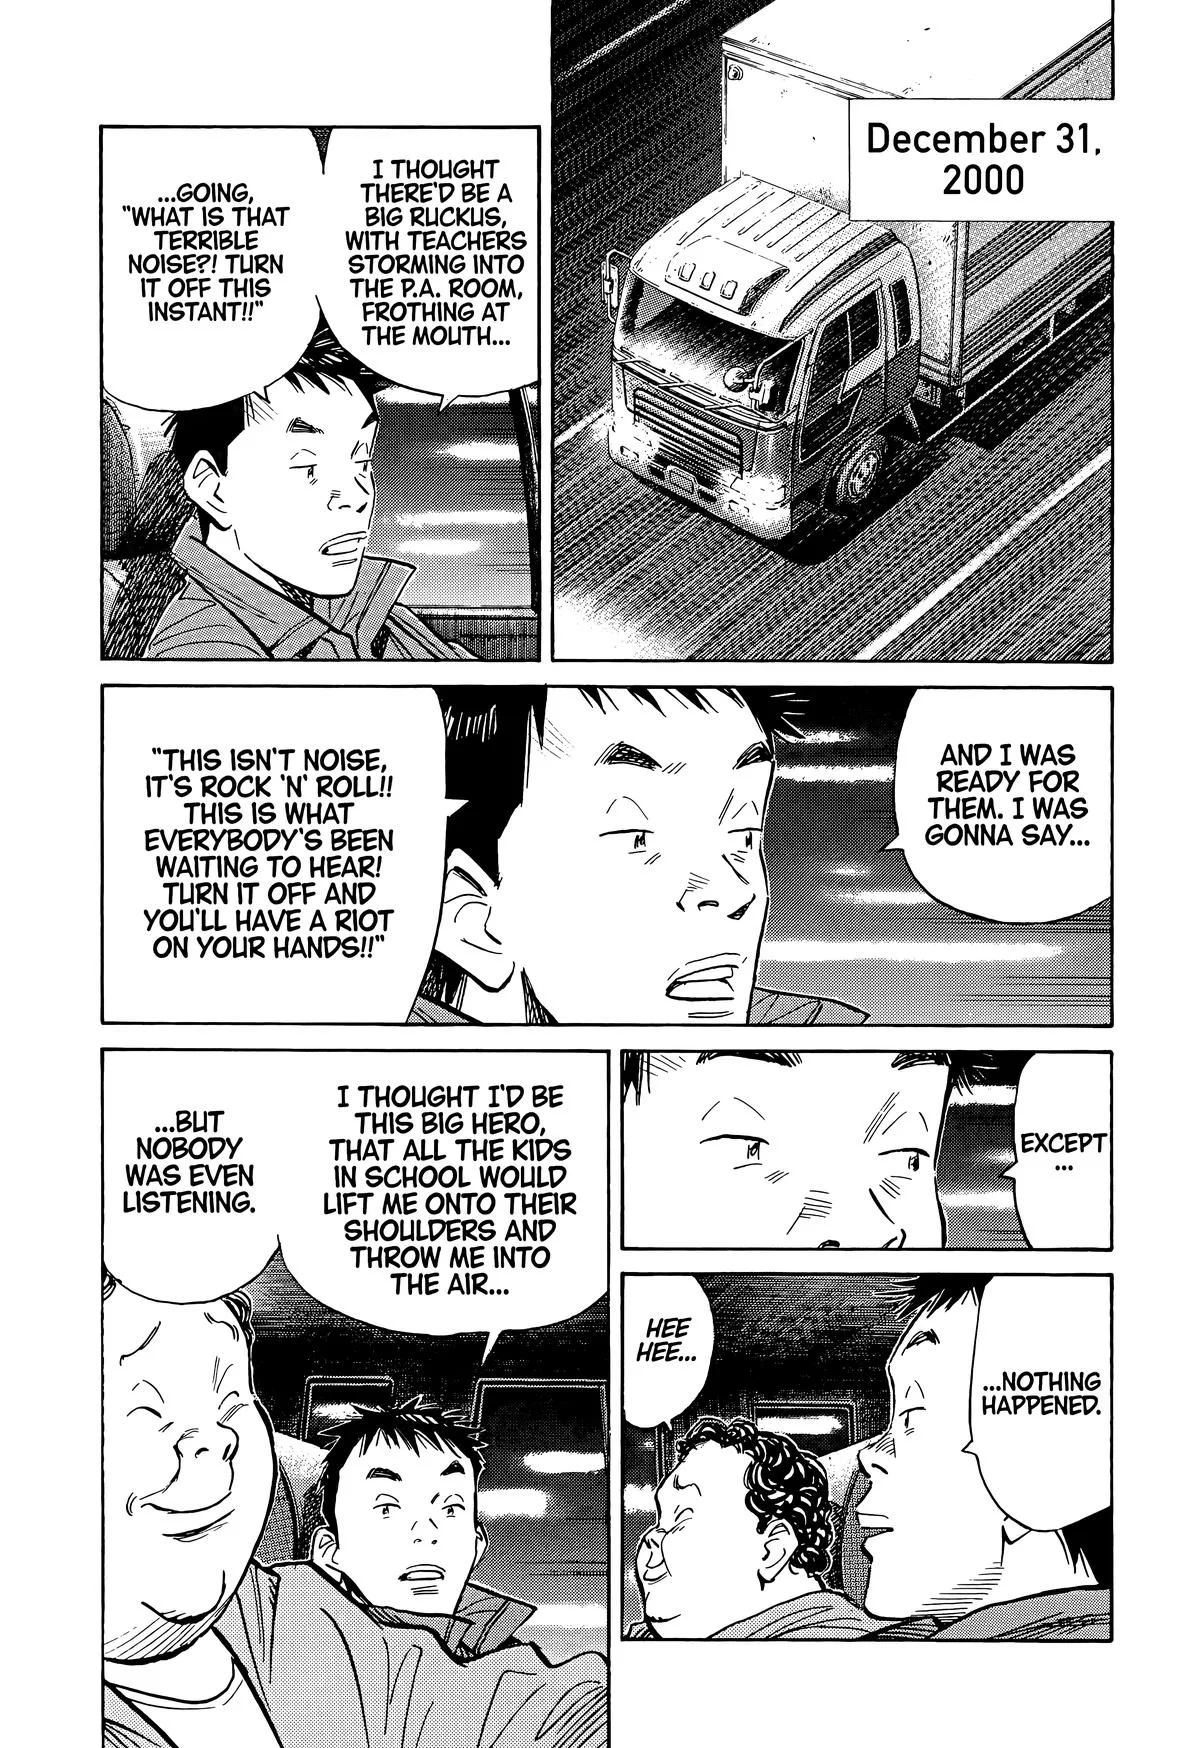 December 31,
2000
I THOUGHT
THERE'D BE A
BIG RUCKUS,
WITH TEACHERS
STORMING INTO
THE P.A. ROOM,
FROTHING AT
THE MOUTH...
...GOING,
"WHAT IS THAT
TERRIBLE
NOISE?! TURN
IT OFF THIS
INSTANT!!"
AND I WAS
READY FOR
THEM. I WAS
GONNA SAY...
"THIS ISN'T NOISE,
IT'S ROCK 'N' ROLL!!
THIS IS WHAT
EVERYBODY'S BEEN
WAITING TO HEAR!
TURN IT OFF AND
YOU'LL HAVE A RIOT
ON YOUR HANDS!!"
EXCEPT
...
...NOTHING
HAPPENED.
HEE
HEE...
I THOUGHT I'D BE
THIS BIG HERO,
THAT ALL THE KIDS
IN SCHOOL WOULD
LIFT ME ONTO THEIR
SHOULDERS AND
THROW ME INTO
THE AIR...
...BUT
NOBODY
WAS EVEN
LISTENING.